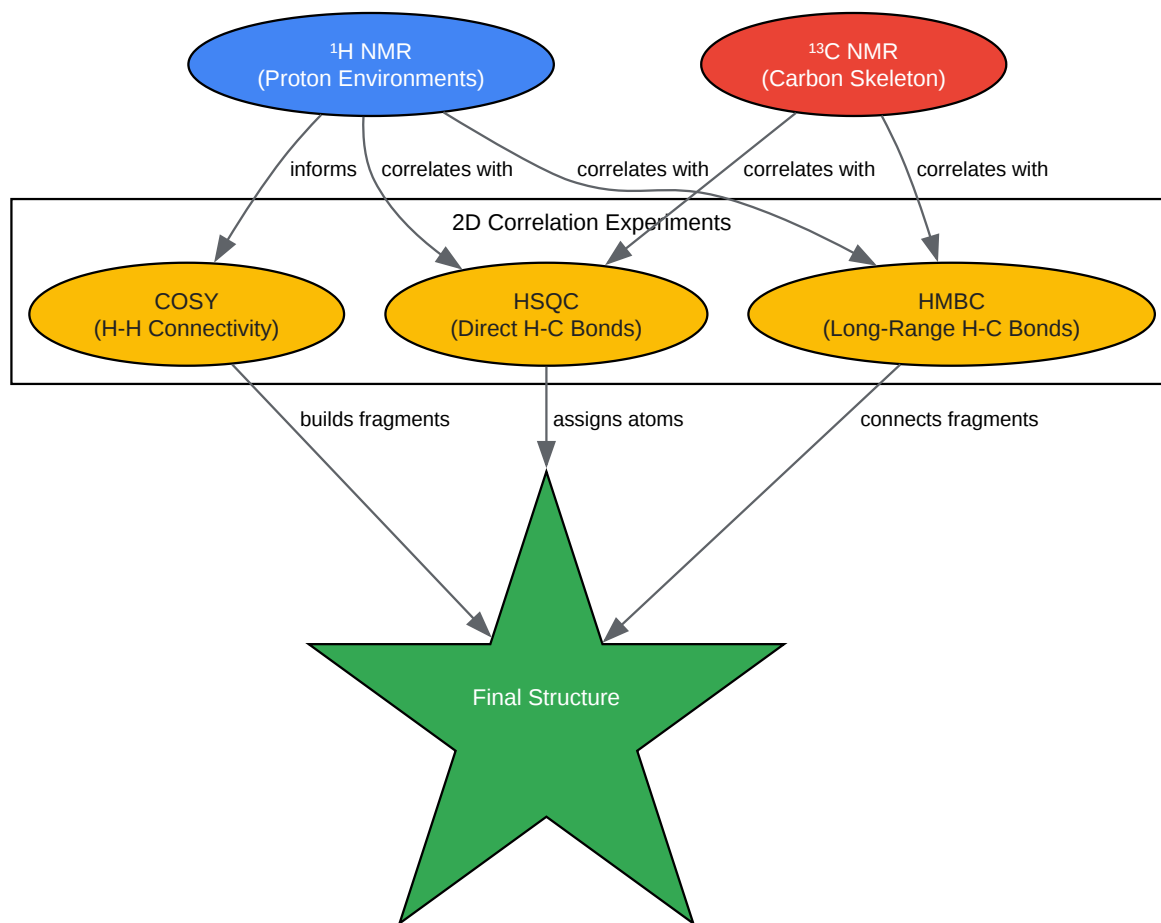 ¹H NMR
(Proton Environments)
¹³C NMR
(Carbon Skeleton)
informs
correlates with
correlates with
correlates with
correlates with
2D Correlation Experiments
COSY
(H-H Connectivity)
HSQC
(Direct H-C Bonds)
HMBC
(Long-Range H-C Bonds)
builds fragments
assigns atoms
connects fragments
Final Structure